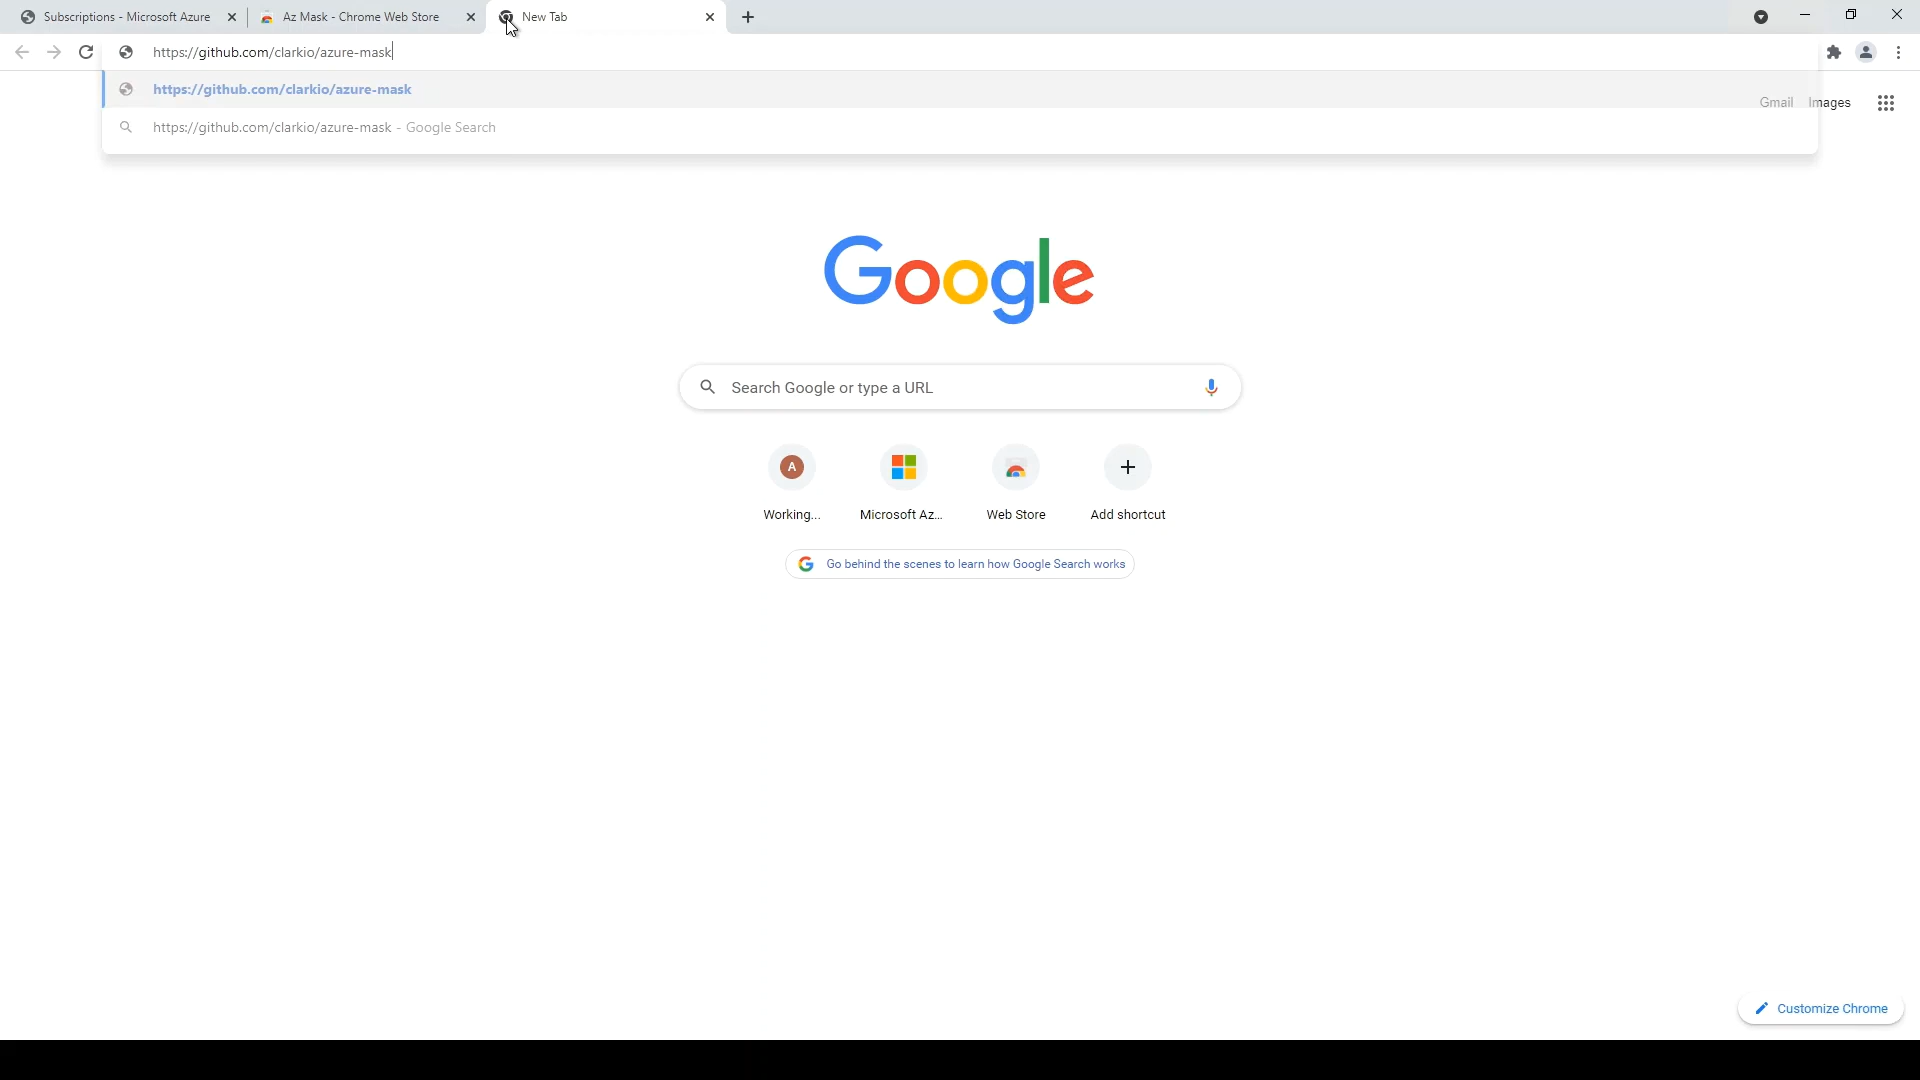 Subscriptions - Microsoft Azure
Az Mask - Chrome Web Store
New Tab
https://github.com/clarkio/azure-mask
https://github.com/clarkio/azure-mask
https://github.com/clarkio/azure-mask - Google Search
Gmail Images
Google
Search Google or type a URL
A
Working...
Microsoft Az...
Web Store
Add shortcut
G Go behind the scenes to learn how Google Search works
Customize Chrome